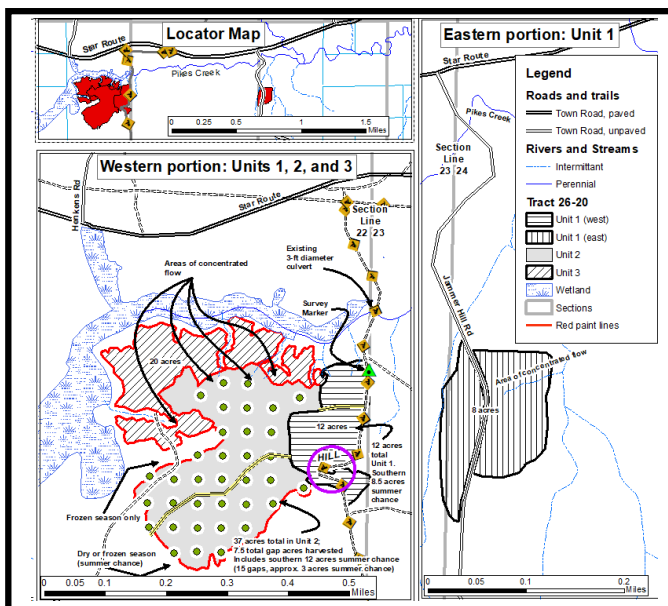 Locator Map
Star Route
Pikes Creek
0 0.25 0.5 1 1.5
Miles
Western portion: Units 1, 2, and 3
Star Route
Section
Line
22 23
Existing
3-ft diameter
culvert
Areas of concentrated
flow
Survey
Marker
20 acres
12 acres
HILL
12 acres
total
Unit 1.
Southern
8.5 acres
summer
chance
Frozen season only
Dry or frozen season
(summer chance)
37 acres total in Unit 2;
7.5 total gap acres harvested
Includes southern 12 acres summer chance
(15 gaps, approx. 3 acres summer chance)
0 0.05 0.1 0.2 0.3 0.4 0.5
Miles
Eastern portion: Unit 1
Star Route
Pikes Creek
Section
Line
23 24
Jammer Hill Rd
Area of concentrated flow
8 acres
0 0.05 0.1 0.2
Miles
Legend
Roads and trails
Town Road, paved
Town Road, unpaved
Rivers and Streams
Intermittant
Perennial
Tract 26-20
Unit 1 (west)
Unit 1 (east)
Unit 2
Unit 3
Wetland
Sections
Red paint lines